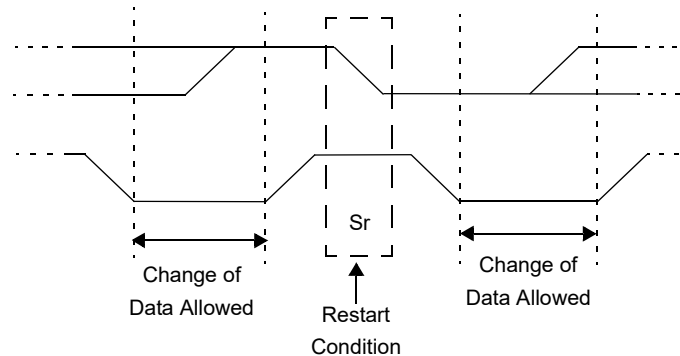 Sr
Change of
Data Allowed
Restart
Condition
Change of
Data Allowed